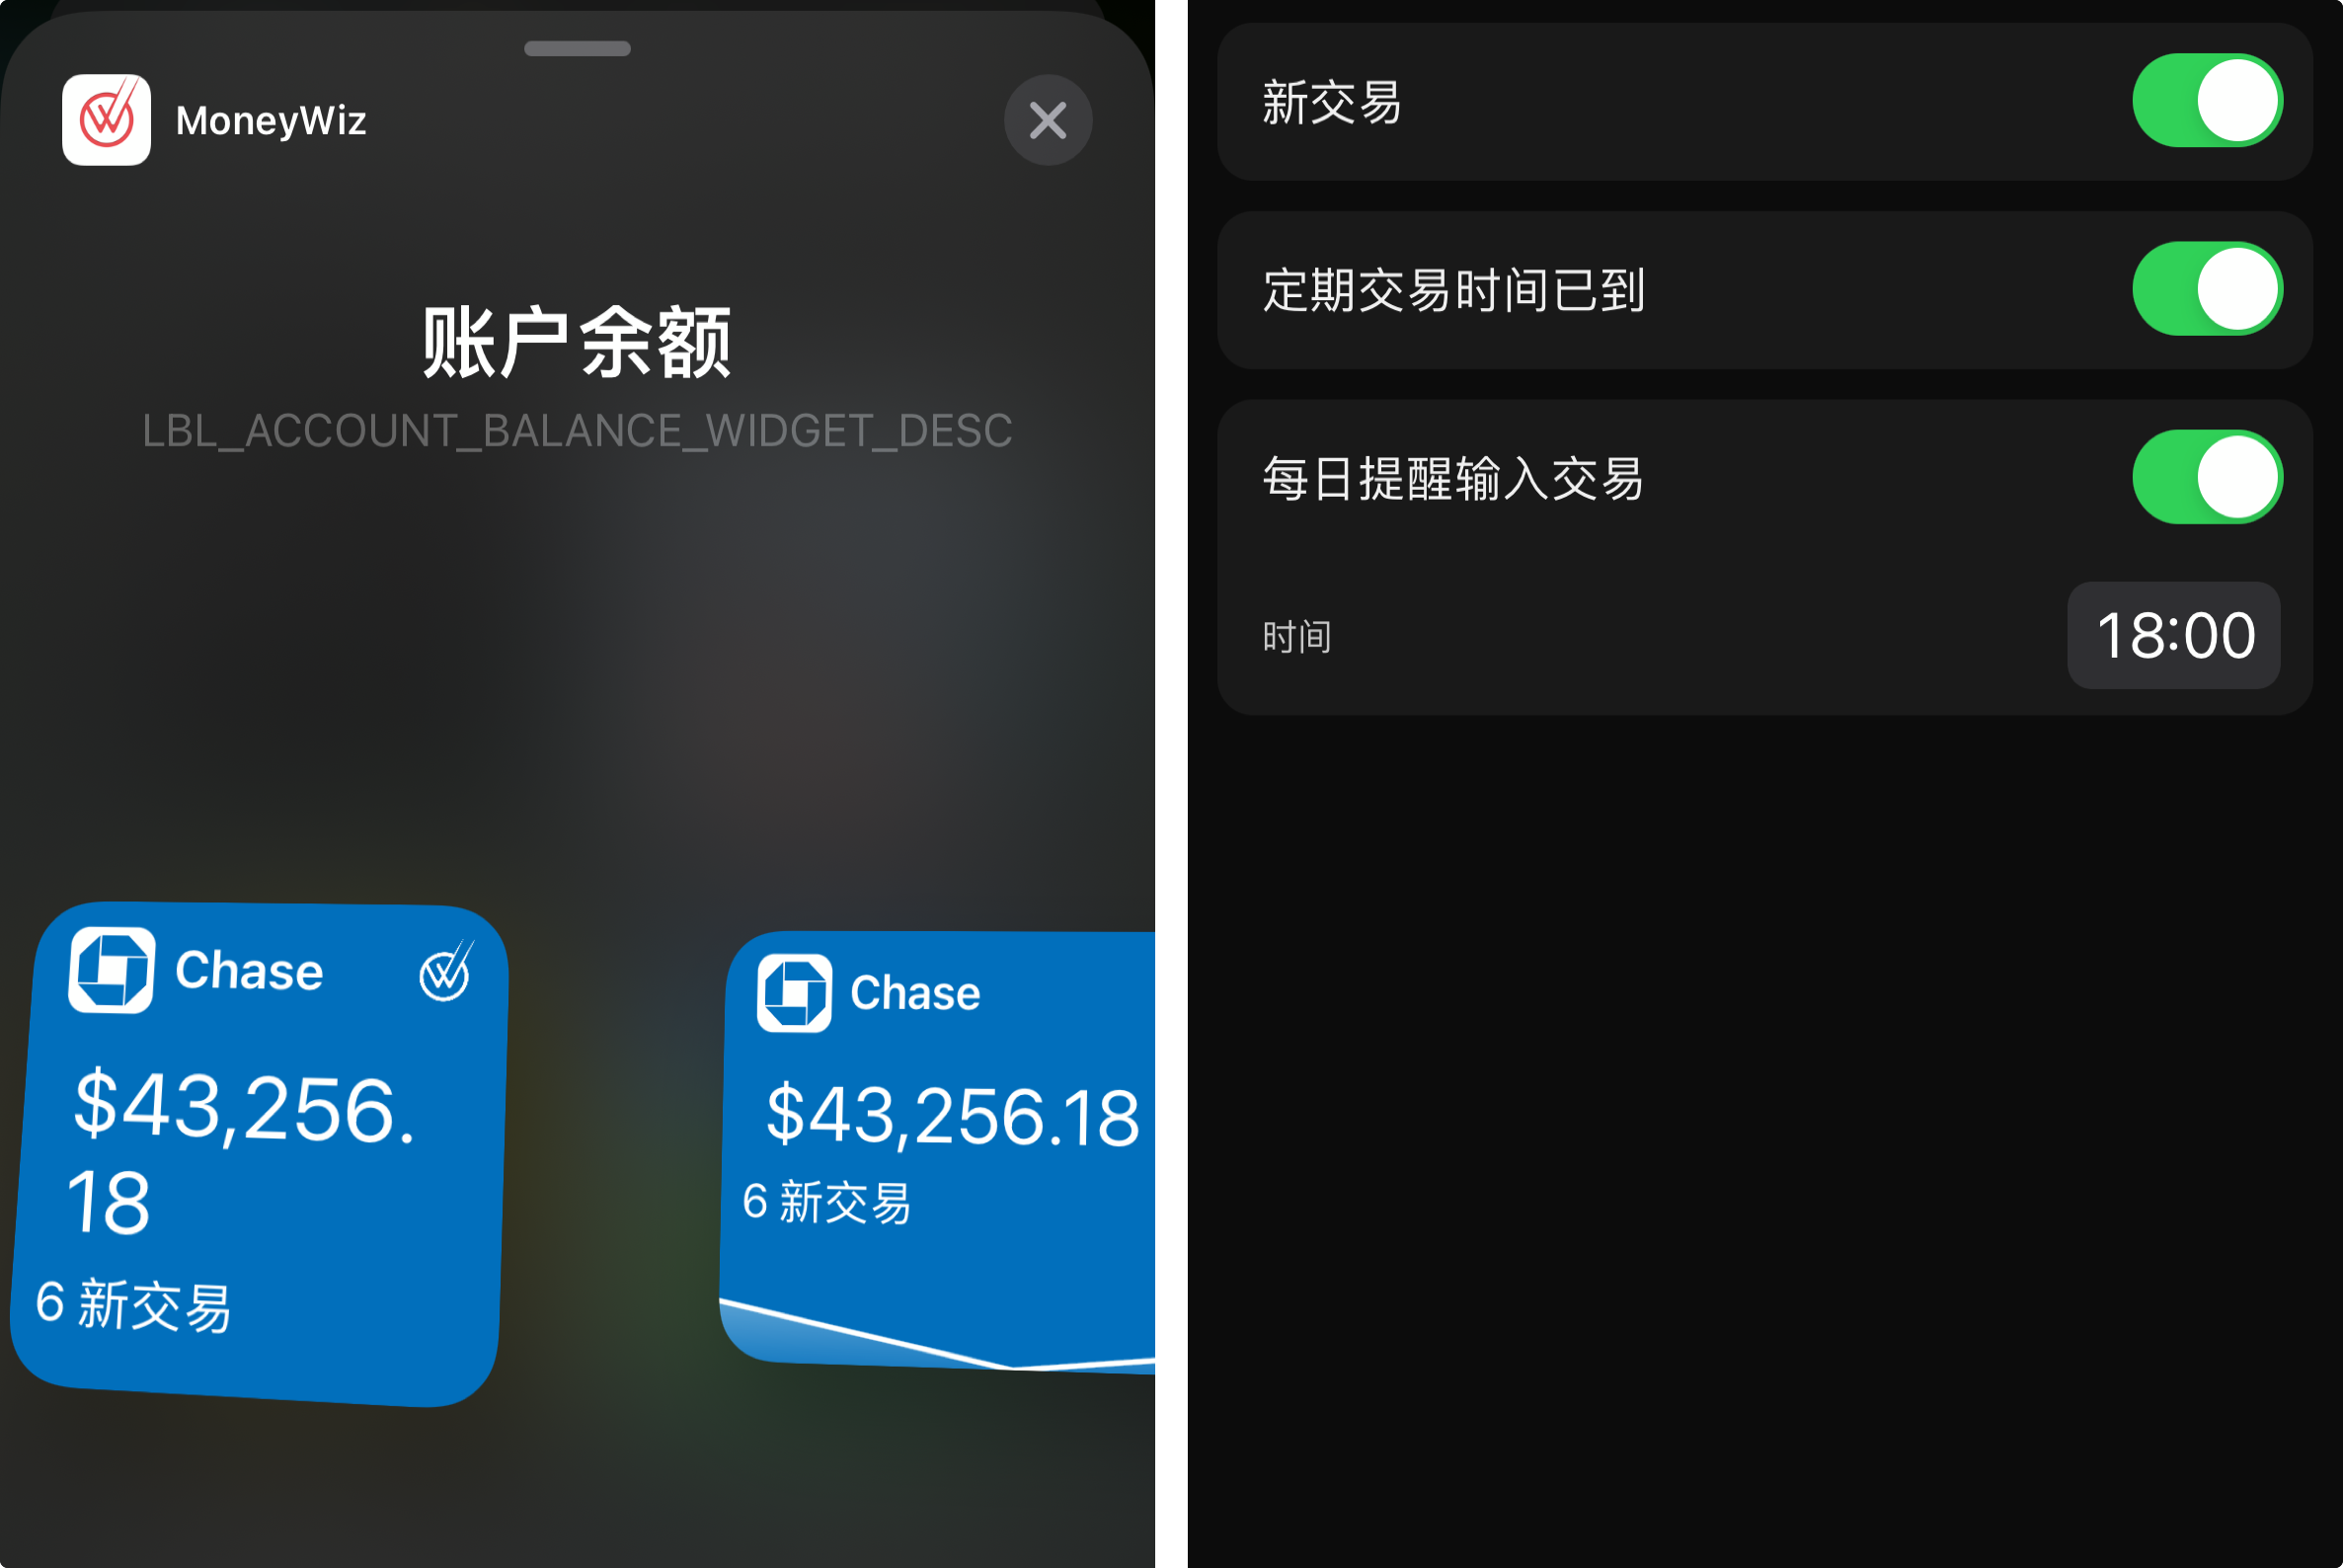 MoneyWiz
账户余额
LBL_ACCOUNT_BALANCE_WIDGET_DESC
Chase
$43,256.
18
6 新交易
Chase
$43,256.18
6 新交易
新交易
定期交易时间已到
每日提醒输入交易
时间
18:00